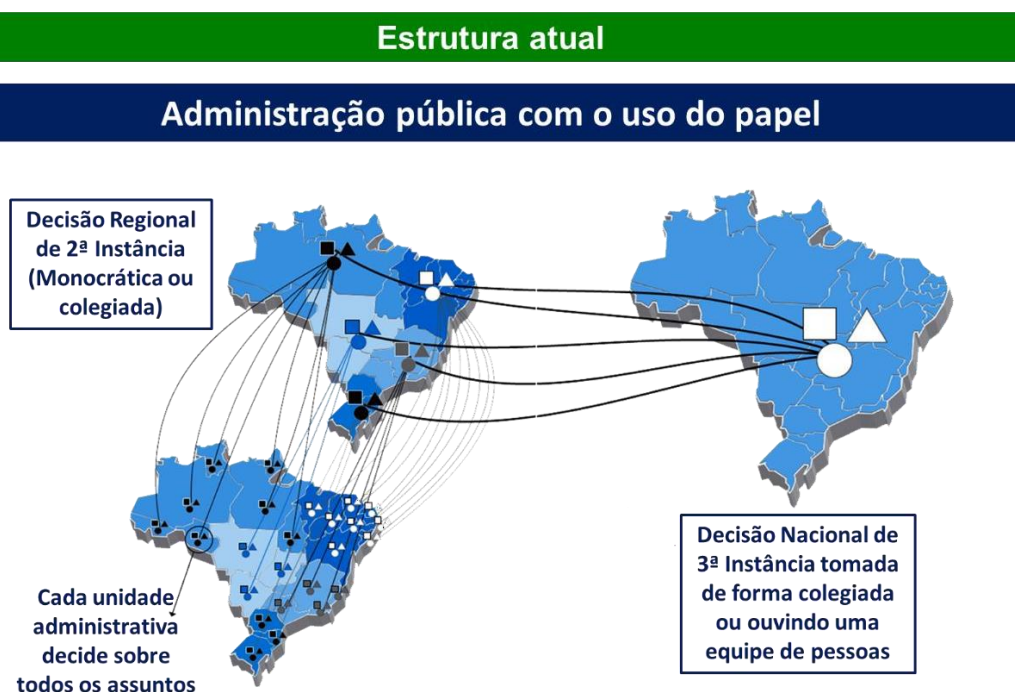 Estrutura atual
Administração pública com o uso do papel
Decisão Regional
de 2ª Instância
(Monocrática ou
colegiada)
Cada unidade
administrativa
decide sobre
todos os assuntos
Decisão Nacional de
3ª Instância tomada
de forma colegiada
ou ouvindo uma
equipe de pessoas